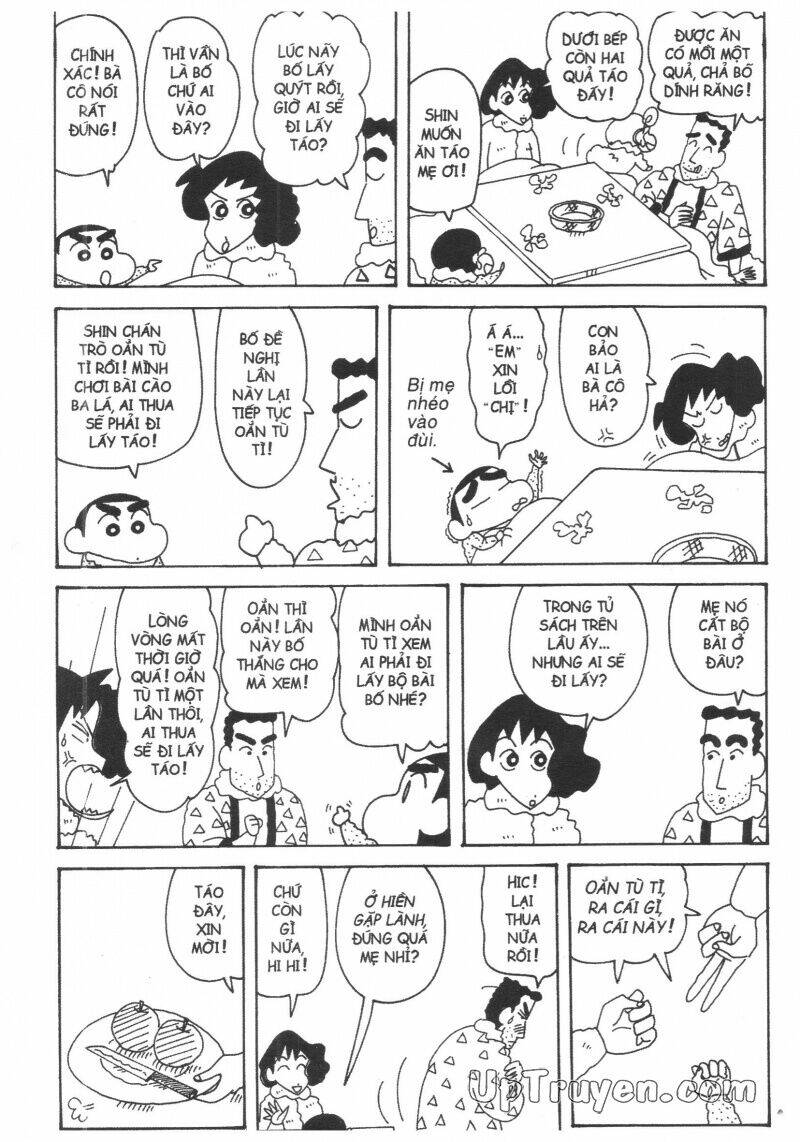 ĐƯỢC ĂN
CÓ MỖI MỘT
QUẢ, CHẢ BÕ
DÍNH RĂNG!
DƯỚI BẾP
CÒN HAI
QUẢ TÁO
ĐẤY!
SHIN
MUỐN
ĂN TÁO
MẸ ƠI!
LÚC NÃY
BỐ LẤY
QUÝT RỒI,
GIỜ AI SẼ
ĐI LẤY
TÁO?
THÌ VẪN
LÀ BỐ
CHỨ AI
VÀO
ĐÂY?
CHÍNH
XÁC! BÀ
CÔ NÓI
RẤT
ĐÚNG!
CON
BẢO
AI LÀ
BÀ CÔ
HẢ?
Á Á...
"EM"
XIN
LỖI
"CHỊ"!
Bị mẹ
nhéo
vào
đùi.
BỐ ĐỀ
NGHỊ
LẦN
NÀY LẠI
TIẾP TỤC
OẲN TÙ
TÌ!
SHIN CHÁN
TRÒ OẲN TÙ
TÌ RỒI! MÌNH
CHƠI BÀI CÀO
BA LÁ, AI THUA
SẼ PHẢI ĐI
LẤY TÁO!
MẸ NÓ
CẤT BỘ
BÀI Ở
ĐÂU?
TRONG TỦ
SÁCH TRÊN
LẦU ẤY...
NHƯNG AI SẼ
ĐI LẤY?
MÌNH OẲN
TÙ TÌ XEM
AI PHẢI ĐI
LẤY BỘ BÀI
BỐ NHÉ?
OẲN THÌ
OẲN! LẦN
NÀY BỐ
THẮNG CHO
MÀ XEM!
LÒNG
VÒNG MẤT
THỜI GIỜ
QUÁ! OẲN
TÙ TÌ MỘT
LẦN THÔI,
AI THUA
SẼ ĐI LẤY
TÁO!
OẲN TÙ TÌ,
RA CÁI GÌ,
RA CÁI NÀY!
HIC!
LẠI
THUA
NỮA
RỒI!
Ở HIỀN
GẶP LÀNH,
ĐÚNG QUÁ
MẸ NHỈ?
CHỨ
CÒN
GÌ
NỮA,
HI HI!
TÁO
ĐÂY,
XIN
MỜI!
UpTruyen.com